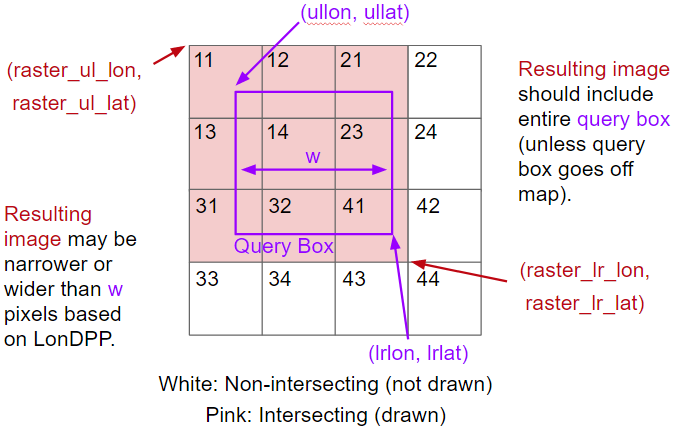 (ullon, ullat)
(raster_ul_lon,
raster_ul_lat)
11 12 21 22
13 14 23 24
w
31 32 41 42
Query Box
33 34 43 44
Resulting image
should include
entire query box
(unless query
box goes off
map).
Resulting
image may be
narrower or
wider than w
pixels based
on LonDPP.
(raster_lr_lon,
raster_lr_lat)
(lrlon, lrlat)
White: Non-intersecting (not drawn)
Pink: Intersecting (drawn)